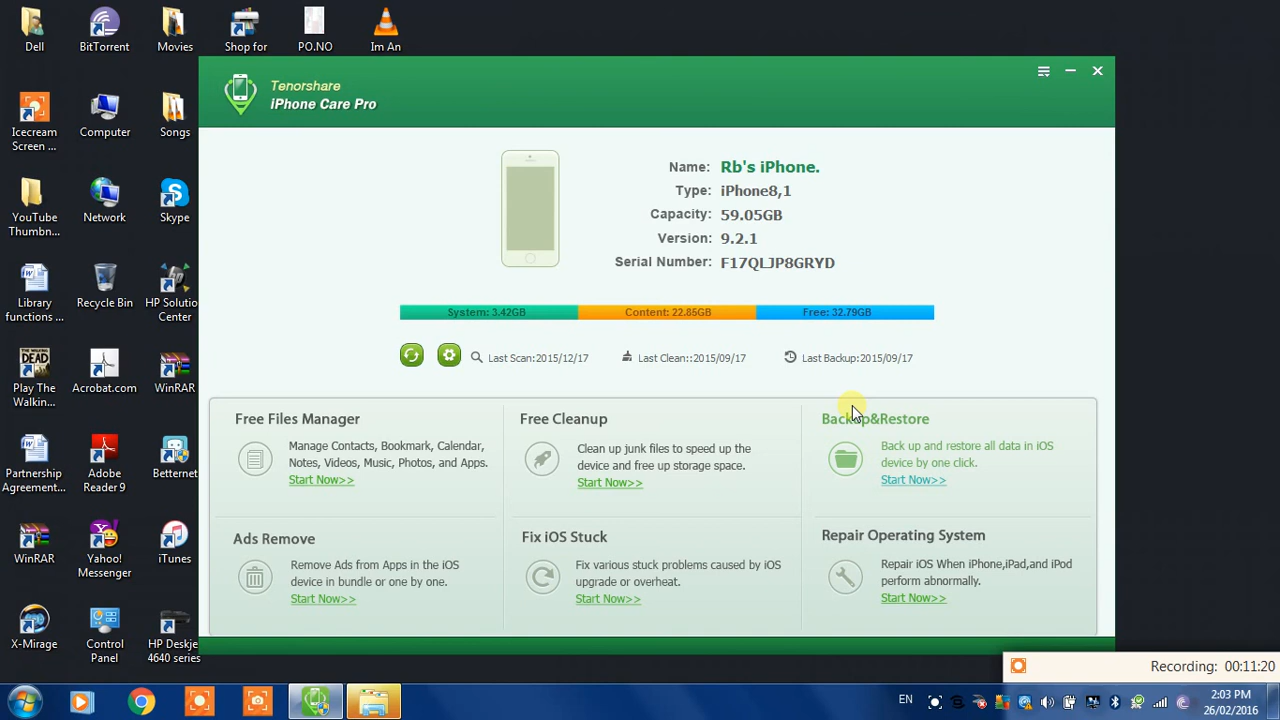 Dell
BitTorrent
Movies
Shop for
PO.NO
Im An
Icecream
Screen ...
Computer
Songs
YouTube
Thumbn...
Network
Skype
Library
functions ...
Recycle Bin
HP Solutio
Center
Play The
Walkin...
Acrobat.com
WinRAR
Partnership
Agreement...
Adobe
Reader 9
Betternet
WinRAR
Yahoo!
Messenger
iTunes
X-Mirage
Control
Panel
HP Deskje
4640 series
Tenorshare
iPhone Care Pro
Name: Rb's iPhone.
Type: iPhone8,1
Capacity: 59.05GB
Version: 9.2.1
Serial Number: F17QLJP8GRYD
System: 3.42GB
Content: 22.85GB
Free: 32.79GB
Last Scan:2015/12/17
Last Clean::2015/09/17
Last Backup:2015/09/17
Free Files Manager
Manage Contacts, Bookmark, Calendar,
Notes, Videos, Music, Photos, and Apps.
Start Now>>
Free Cleanup
Clean up junk files to speed up the
device and free up storage space.
Start Now>>
Backup&Restore
Back up and restore all data in iOS
device by one click.
Start Now>>
Ads Remove
Remove Ads from Apps in the iOS
device in bundle or one by one.
Start Now>>
Fix iOS Stuck
Fix various stuck problems caused by iOS
upgrade or overheat.
Start Now>>
Repair Operating System
Repair iOS When iPhone,iPad,and iPod
perform abnormally.
Start Now>>
Recording: 00:11:20
EN
2:03 PM
26/02/2016